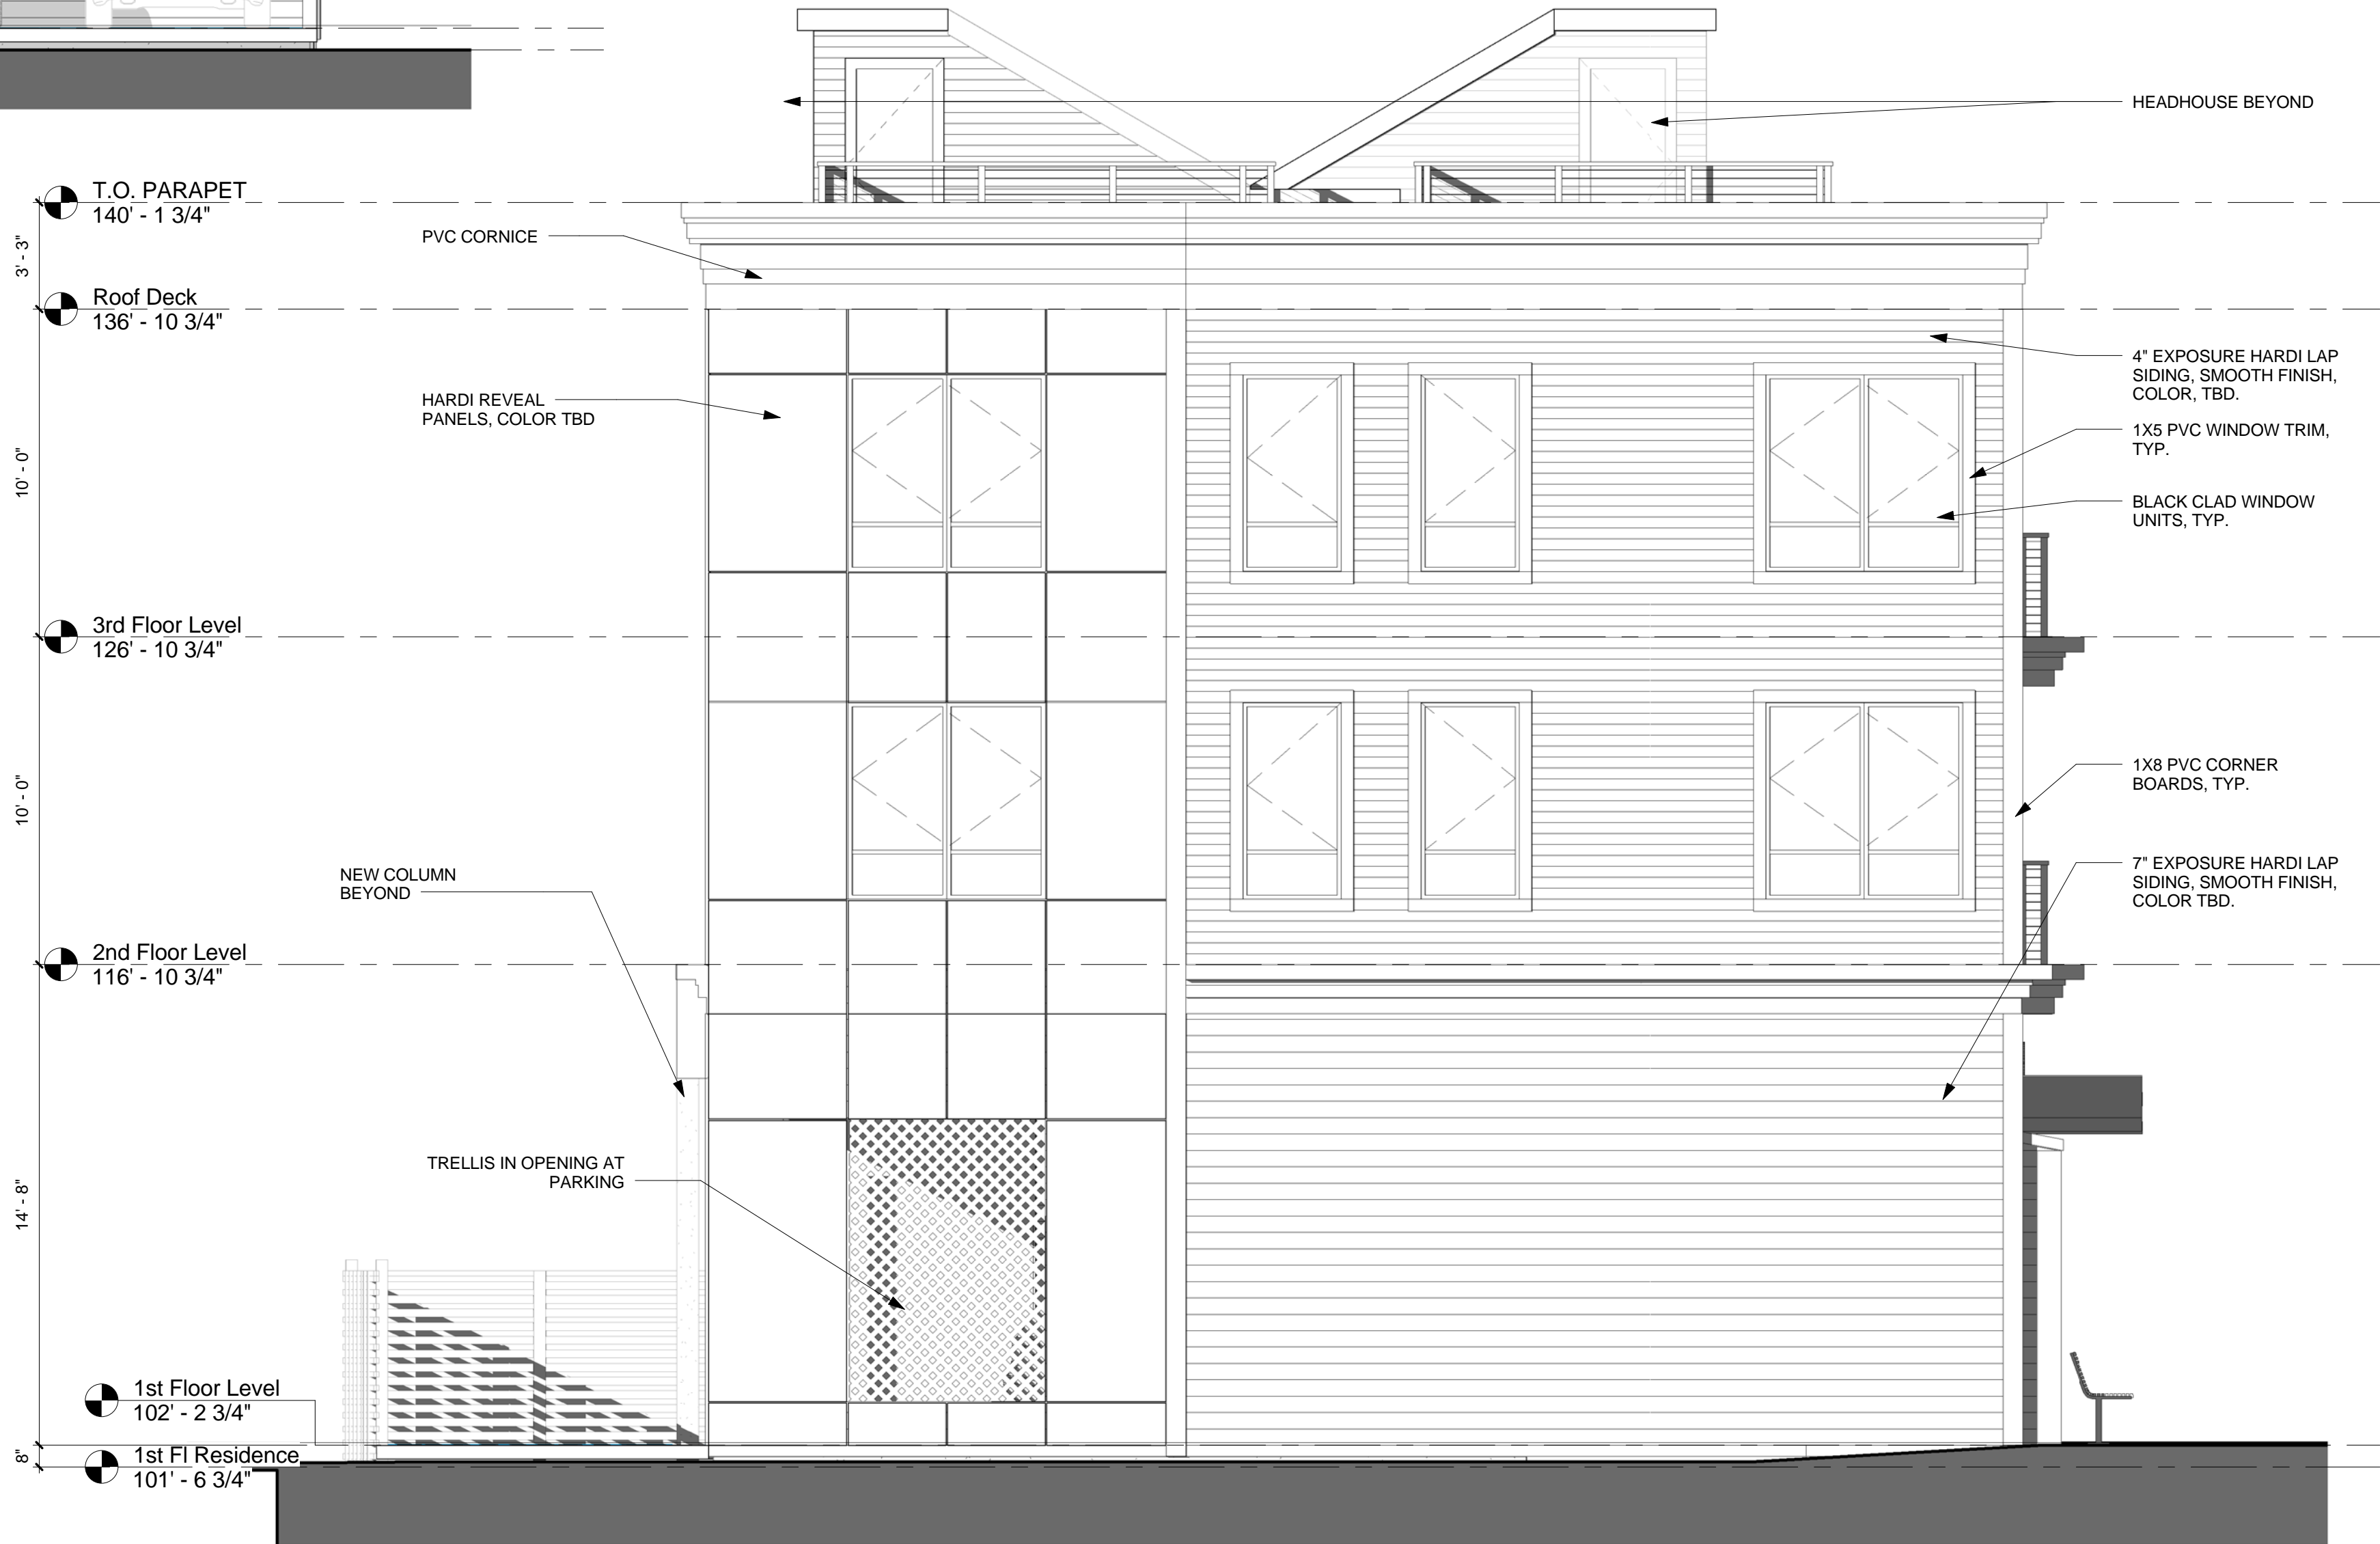 HEADHOUSE BEYOND
T.O. PARAPET
140' - 1 3/4"
3' - 3"
PVC CORNICE
Roof Deck
136' - 10 3/4"
4" EXPOSURE HARDI LAP
SIDING, SMOOTH FINISH,
COLOR, TBD.
HARDI REVEAL
PANELS, COLOR TBD
1X5 PVC WINDOW TRIM,
TYP.
10' - 0"
BLACK CLAD WINDOW
UNITS, TYP.
3rd Floor Level
126' - 10 3/4"
10' - 0"
1X8 PVC CORNER
BOARDS, TYP.
NEW COLUMN
BEYOND
7" EXPOSURE HARDI LAP
SIDING, SMOOTH FINISH,
COLOR TBD.
2nd Floor Level
116' - 10 3/4"
TRELLIS IN OPENING AT
PARKING
14' - 8"
1st Floor Level
102' - 2 3/4"
8"
1st Fl Residence
101' - 6 3/4"